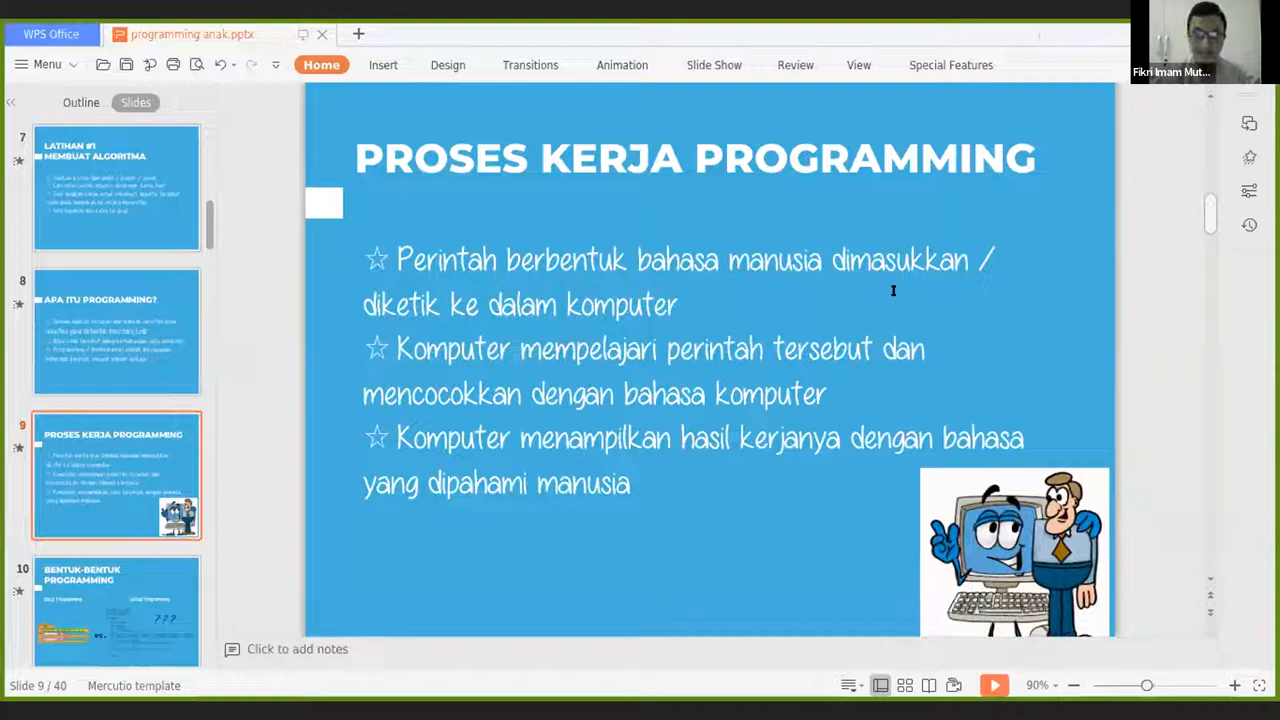 WPS Office
programming anak.pptx
Fikri Imam Mut...
Menu
Home
Insert
Design
Transitions
Animation
Slide Show
Review
View
Special Features
Outline
Slides
7
LATIHAN #1
MEMBUAT ALGORITMA
8
APA ITU PROGRAMMING?
9
PROSES KERJA PROGRAMMING
10
BENTUK-BENTUK
PROGRAMMING
vs.
???
PROSES KERJA PROGRAMMING
☆ Perintah berbentuk bahasa manusia dimasukkan /
diketik ke dalam komputer
☆ Komputer mempelajari perintah tersebut dan
mencocokkan dengan bahasa komputer
☆ Komputer menampilkan hasil kerjanya dengan bahasa
yang dipahami manusia
Click to add notes
Slide 9 / 40
Mercutio template
90%